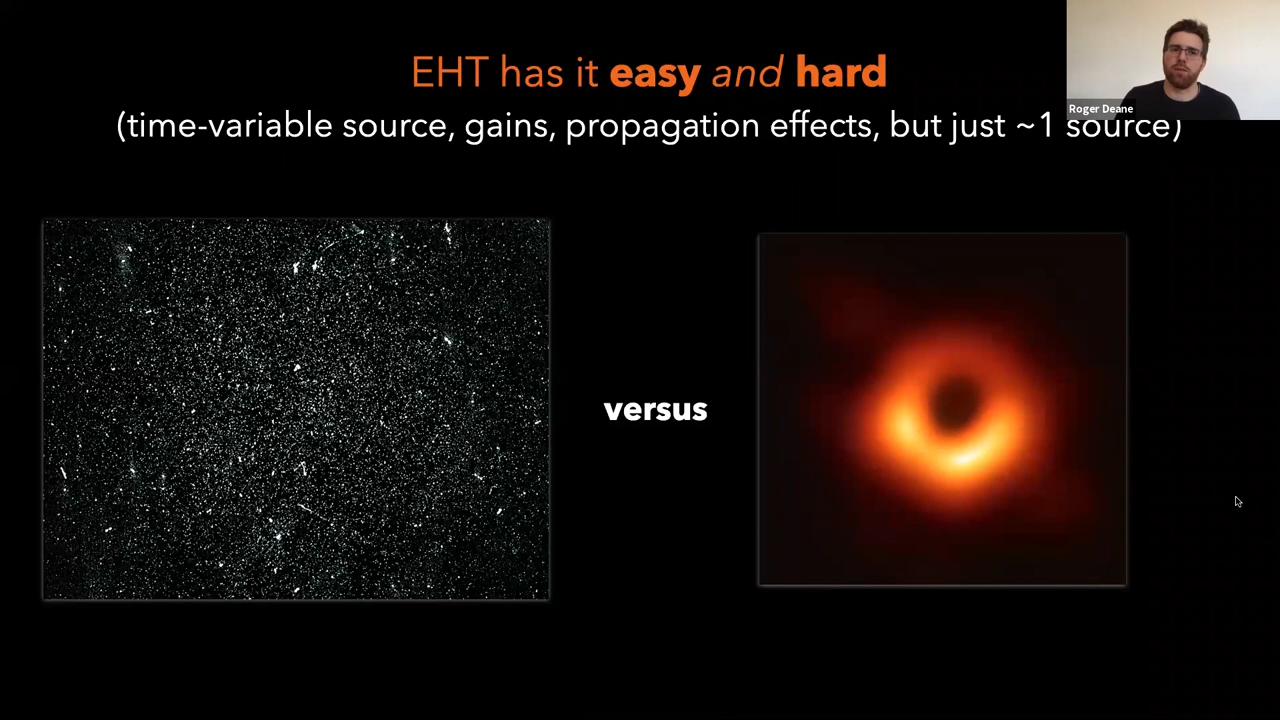 EHT has it easy and hard
(time-variable source, gains, propagation effects, but just ~1 source)
Roger Deane
versus